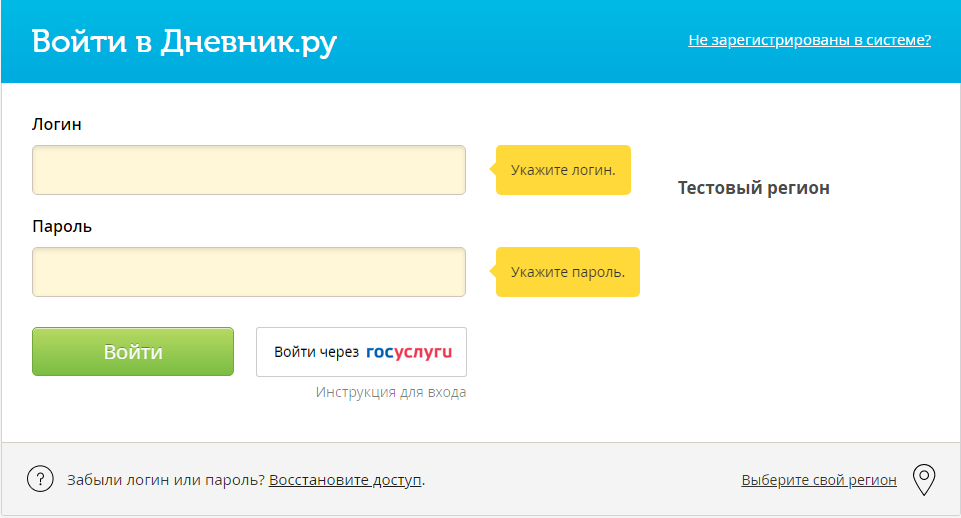 Войти в Дневник.ру
Не зарегистрированы в системе?
Логин
Укажите логин.
Тестовый регион
Пароль
Укажите пароль.
Войти
Войти через госуслуги
Инструкция для входа
? Забыли логин или пароль? Восстановите доступ.
Выберите свой регион